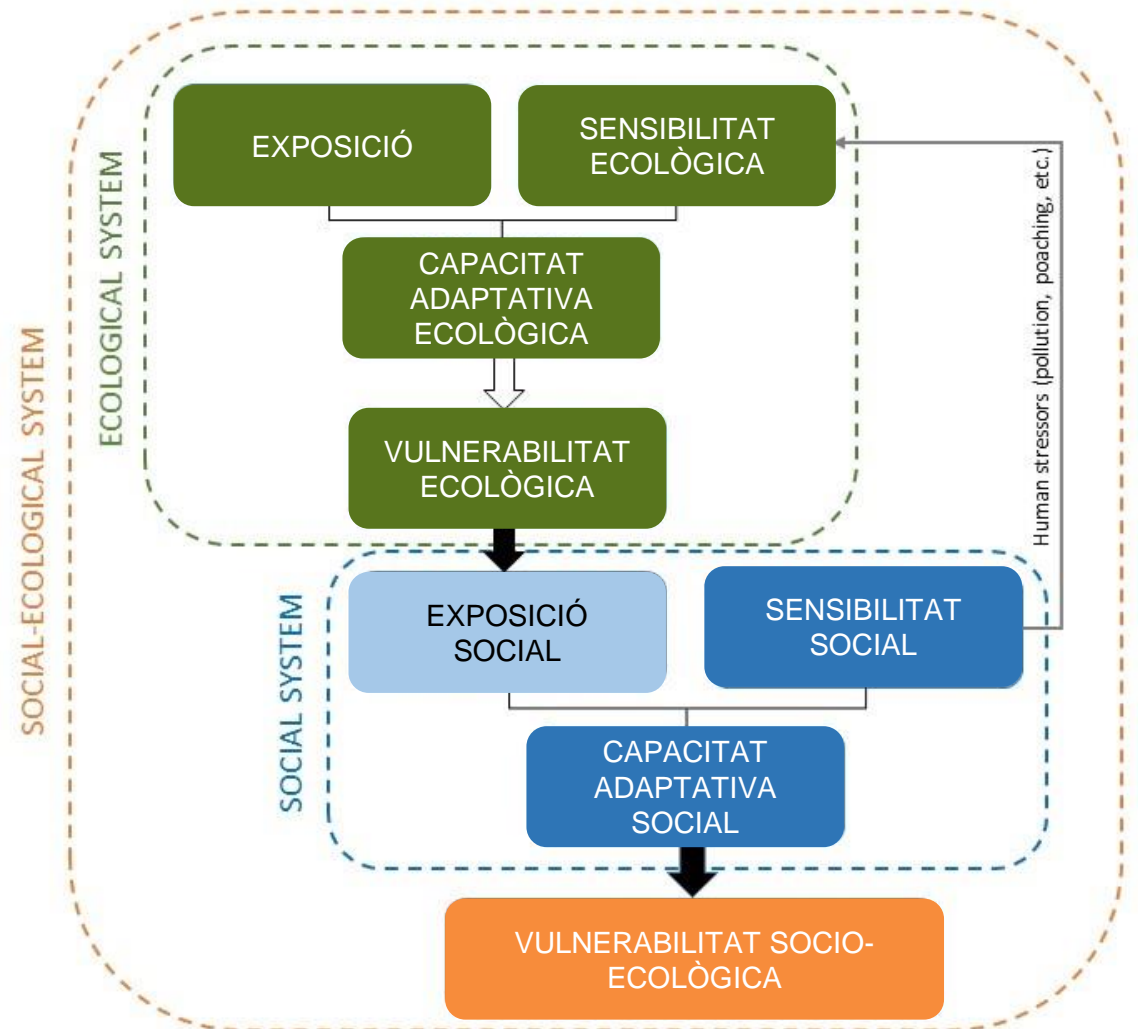 SOCIAL-ECOLOGICAL SYSTEM
ECOLOGICAL SYSTEM
EXPOSICIÓ
SENSIBILITAT
ECOLÒGICA
CAPACITAT
ADAPTATIVA
ECOLÒGICA
VULNERABILITAT
ECOLÒGICA
Human stressors (pollution, poaching, etc.)
SOCIAL SYSTEM
EXPOSICIÓ
SOCIAL
SENSIBILITAT
SOCIAL
CAPACITAT
ADAPTATIVA
SOCIAL
VULNERABILITAT SOCIO-
ECOLÒGICA